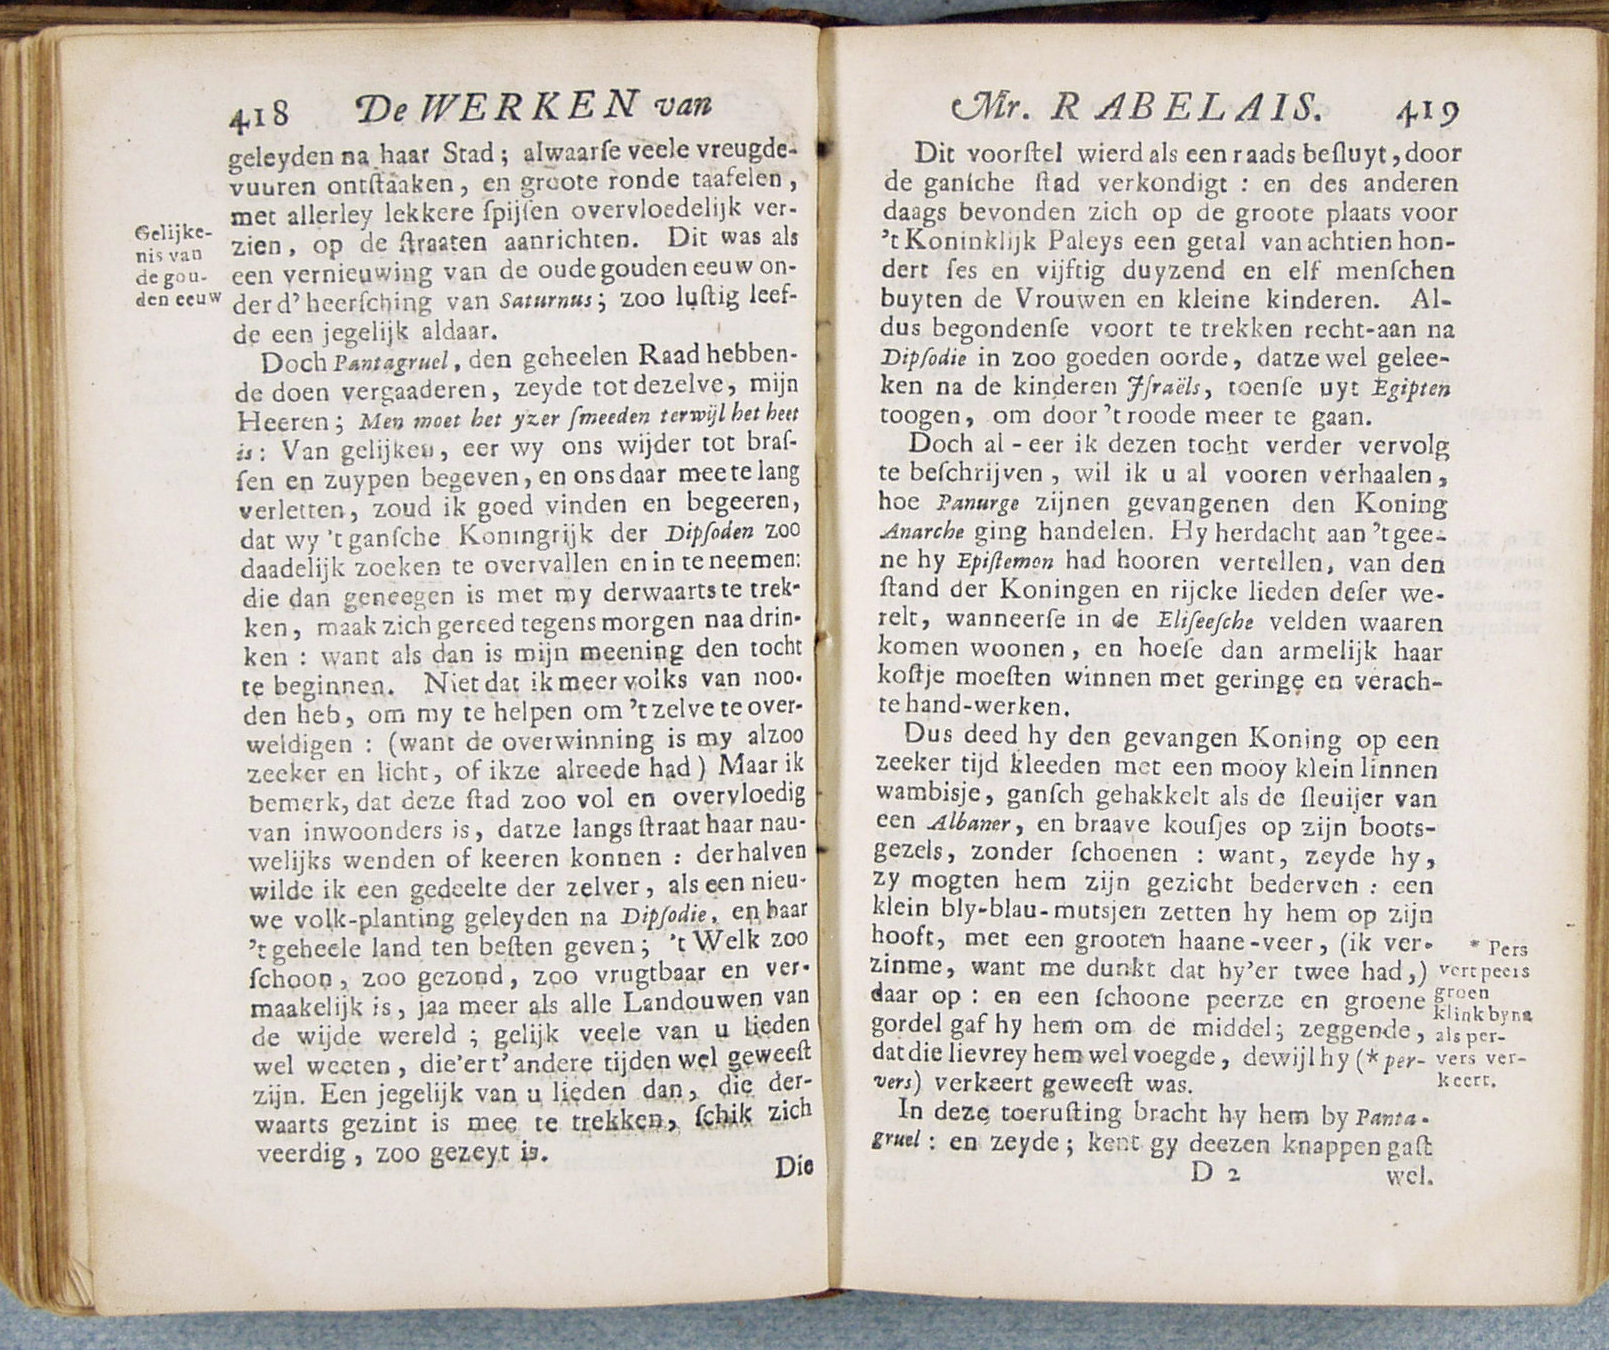 418 De WERKEN van
geleyden na haar Stad; alwaarſe veele vreugde-
vuuren ontſtaaken, en groote ronde taafelen,
met allerley lekkere ſpijſen overvloedelijk ver-
zien, op de ſtraaten aanrichten. Dit was als
een vernieuwing van de oude gouden eeuw on-
der d' heerſching van Saturnus; zoo luſtig leef-
de een jegelijk aldaar.
Gelijke-
nis van
de gou-
den eeuw
Doch Pantagruel, den geheelen Raad hebben-
de doen vergaaderen, zeyde tot dezelve, mijn
Heeren; Men moet het yzer ſmeeden terwijl het heet
is: Van gelijken, eer wy ons wijder tot braſ-
ſen en zuypen begeven, en ons daar mee te lang
verletten, zoud ik goed vinden en begeeren,
dat wy 't ganſche Koningrijk der Dipſoden zoo
daadelijk zoeken te overvallen en in te neemen:
die dan geneegen is met my derwaarts te trek-
ken, maak zich gereed tegens morgen naa drin-
ken : want als dan is mijn meening den tocht
te beginnen. Niet dat ik meer volks van noo-
den heb, om my te helpen om 't zelve te over-
weldigen : (want de overwinning is my alzoo
zeeker en licht, of ikze alreede had) Maar ik
bemerk, dat deze ſtad zoo vol en overvloedig
van inwoonders is, datze langs ſtraat haar nau-
welijks wenden of keeren konnen : derhalven
wilde ik een gedeelte der zelver, als een nieu-
we volk-planting geleyden na Dipſodie, en haar
't geheele land ten beſten geven; 't Welk zoo
ſchoon, zoo gezond, zoo vrugtbaar en ver-
maakelijk is, jaa meer als alle Landouwen van
de wijde wereld ; gelijk veele van u lieden
wel weeten, die'er t' andere tijden wel geweeſt
zijn. Een jegelijk van u lieden dan, die der-
waarts gezint is mee te trekken, ſchik zich
veerdig, zoo gezeyt is.
Die
Mr. RABELAIS. 419
Dit voorſtel wierd als een raads beſluyt, door
de ganſche ſtad verkondigt : en des anderen
daags bevonden zich op de groote plaats voor
't Koninklijk Paleys een getal van achtien hon-
dert ſes en vijftig duyzend en elf menſchen
buyten de Vrouwen en kleine kinderen. Al-
dus begondenſe voort te trekken recht-aan na
Dipſodie in zoo goeden oorde, datze wel gelee-
ken na de kinderen Jſraëls, toenſe uyt Egipten
toogen, om door 't roode meer te gaan.
Doch al-eer ik dezen tocht verder vervolg
te beſchrijven, wil ik u al vooren verhaalen,
hoe Panurge zijnen gevangenen den Koning
Anarche ging handelen. Hy herdacht aan 't gee-
ne hy Epiſtemon had hooren vertellen, van den
ſtand der Koningen en rijcke lieden deſer we-
relt, wanneerſe in de Eliſeeſche velden waaren
komen woonen, en hoeſe dan armelijk haar
koſtje moeſten winnen met geringe en verach-
te hand-werken.
Dus deed hy den gevangen Koning op een
zeeker tijd kleeden met een mooy klein linnen
wambisje, ganſch gehakkelt als de ſleuijer van
een Albaner, en braave kouſjes op zijn boots-
gezels, zonder ſchoenen : want, zeyde hy,
zy mogten hem zijn gezicht bederven : een
klein bly-blau-mutsjen zetten hy hem op zijn
hooft, met een grooten haane-veer, (ik ver-
zinme, want me dunkt dat hy'er twee had,)
daar op : en een ſchoone peerze en groene
gordel gaf hy hem om de middel; zeggende,
dat die lievrey hem wel voegde, dewijl hy (*per-
vers) verkeert geweeſt was.
* Pers
vert peers
groen
klink byna
als per-
vers ver-
keert.
In deze toeruſting bracht hy hem by Panta-
gruel : en zeyde; kent gy deezen knappen gaſt
D 2 wel.